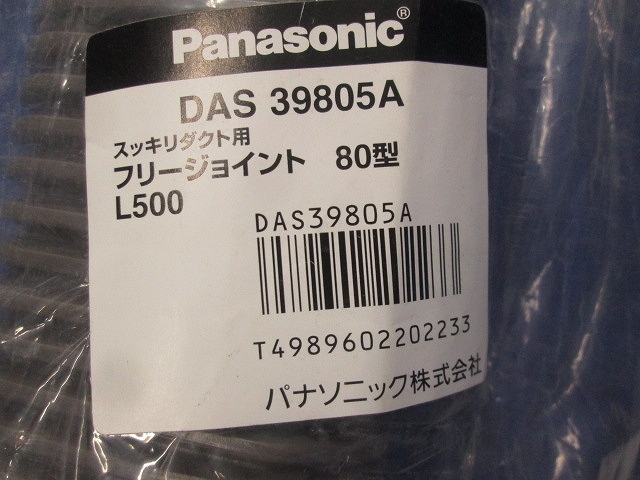 Panasonic®
DAS 39805A
スッキリダクト用
フリージョイント 80型
L500
DAS39805A
T4989602202233
パナソニック株式会社